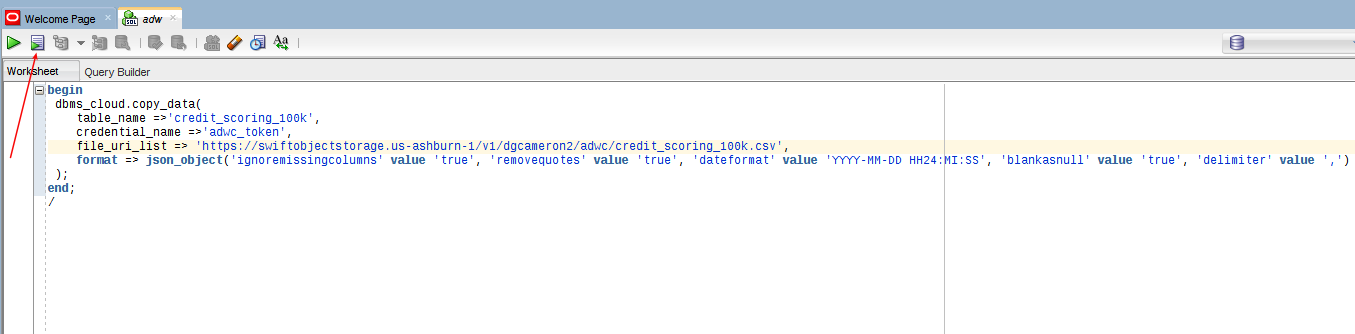 Welcome Page
SQL
adw
Aa
Worksheet
Query Builder
begin
dbms_cloud.copy_data(
table_name =>'credit_scoring_100k',
credential_name =>'adwc_token',
file_uri_list => 'https://swiftobjectstorage.us-ashburn-1/v1/dgcameron2/adwc/credit_scoring_100k.csv',
format => json_object('ignoremissingcolumns' value 'true', 'removequotes' value 'true', 'dateformat' value 'YYYY-MM-DD HH24:MI:SS', 'blankasnull' value 'true', 'delimiter' value ',')
);
end;
/